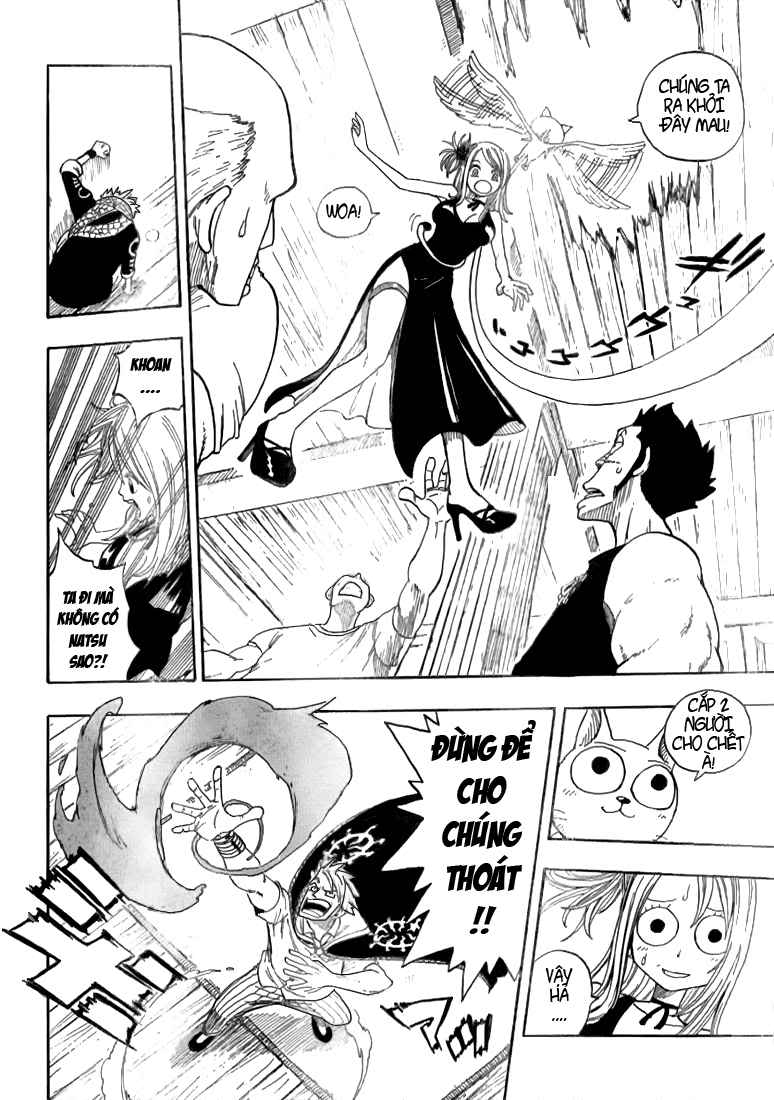 CHÚNG TA
RA KHỎI
ĐÂY MAU!
WOA!
KHOAN
....
TA ĐI MÀ
KHÔNG CÓ
NATSU
SAO?!
CẮP 2
NGƯỜI
CHO CHẾT
À!
VẬY
HẢ
....
ĐỪNG ĐỂ
CHO
CHÚNG
THOÁT
!!